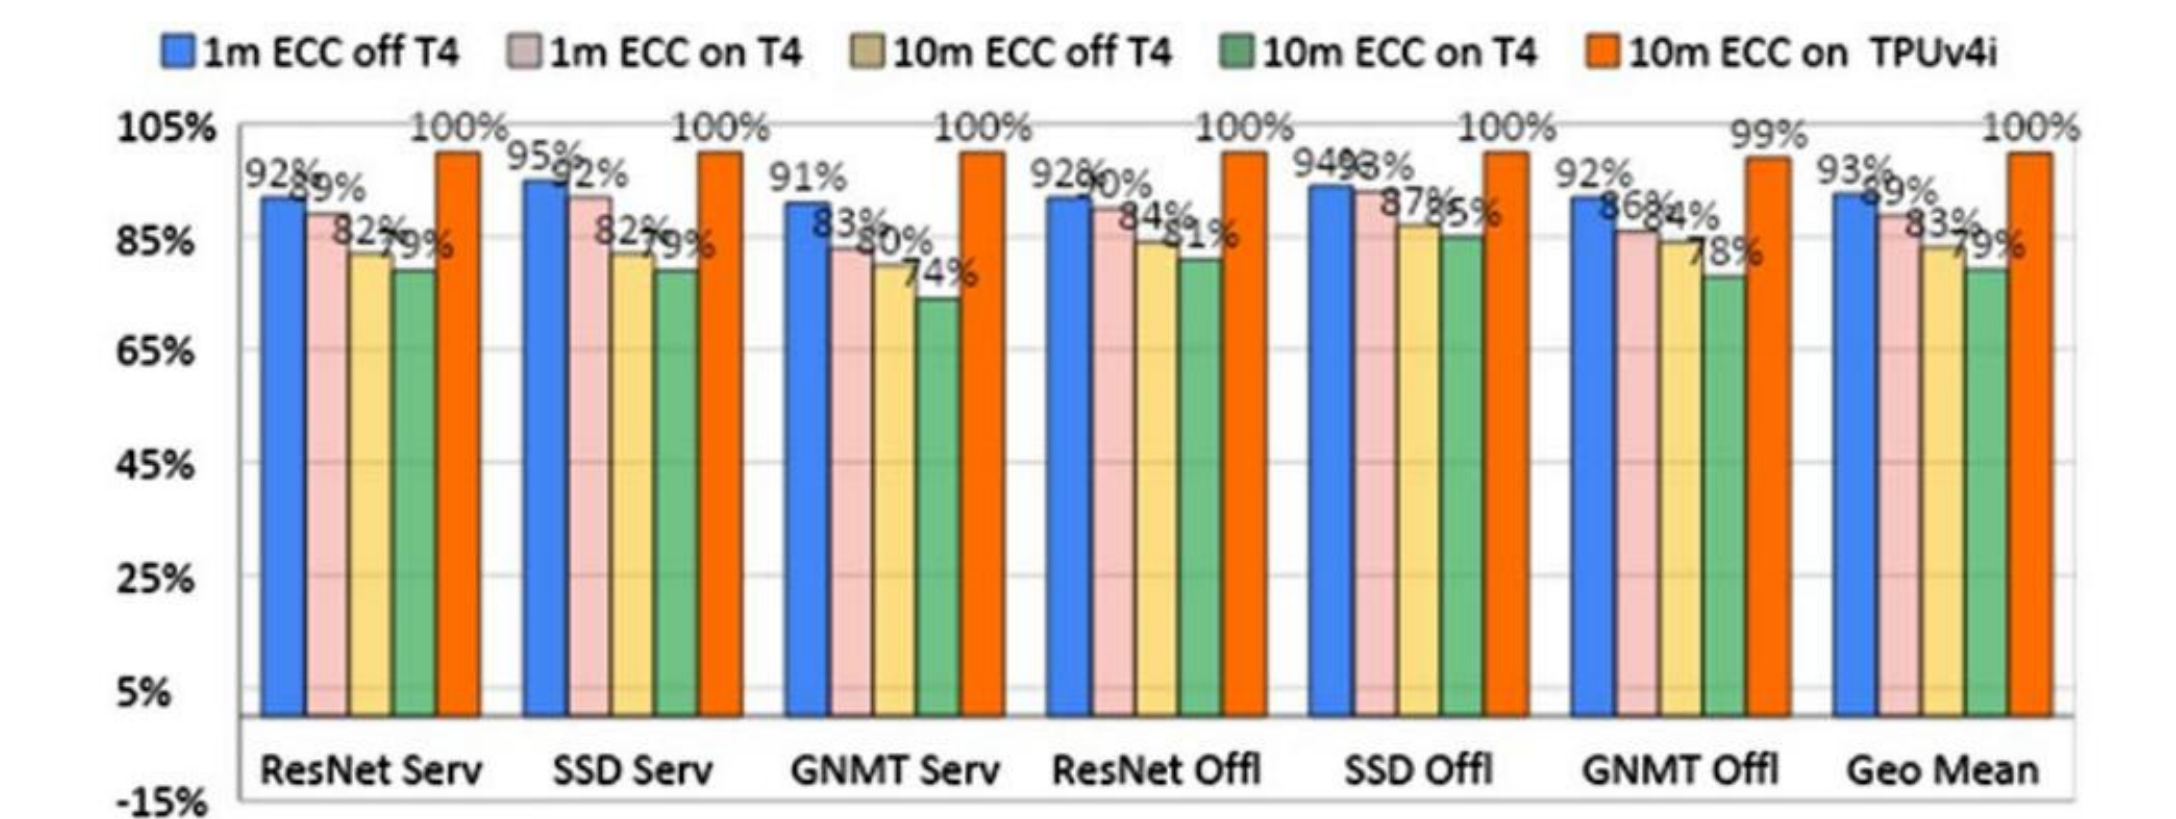 1m ECC off T4 1m ECC on T4 10m ECC off T4 10m ECC on T4 10m ECC on TPUv4i
105%
85%
65%
45%
25%
5%
-15%
92% 89% 82% 79% 100%
95% 92% 82% 79% 100%
91% 83% 80% 74% 100%
92% 90% 84% 81% 100%
94% 93% 87% 85% 100%
92% 86% 84% 78% 99%
93% 89% 83% 79% 100%
ResNet Serv SSD Serv GNMT Serv ResNet Offl SSD Offl GNMT Offl Geo Mean